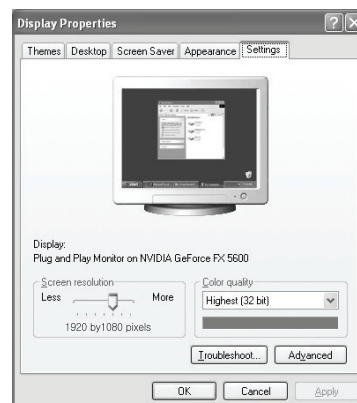 Display Properties
Themes Desktop Screen Saver Appearance Settings
Display:
Plug and Play Monitor on NVIDIA GeForce FX 5600
Screen resolution
Less More
1920 by1080 pixels
Color quality
Highest (32 bit)
Troubleshoot... Advanced
OK Cancel Apply